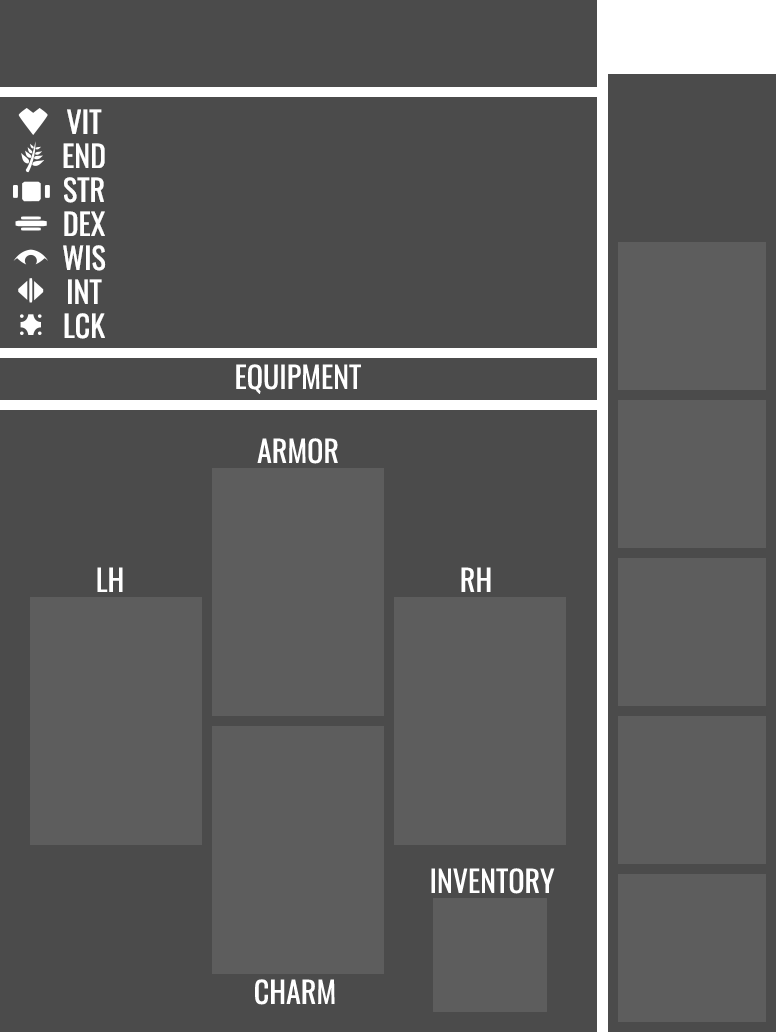 VIT
END
STR
DEX
WIS
INT
LCK
EQUIPMENT
ARMOR
LH
RH
INVENTORY
CHARM